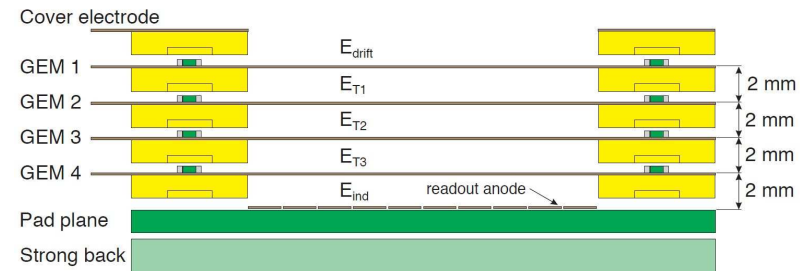 Cover electrode
E_drift
GEM 1
E_T1
2 mm
GEM 2
E_T2
2 mm
GEM 3
E_T3
2 mm
GEM 4
E_ind
readout anode
2 mm
Pad plane
Strong back